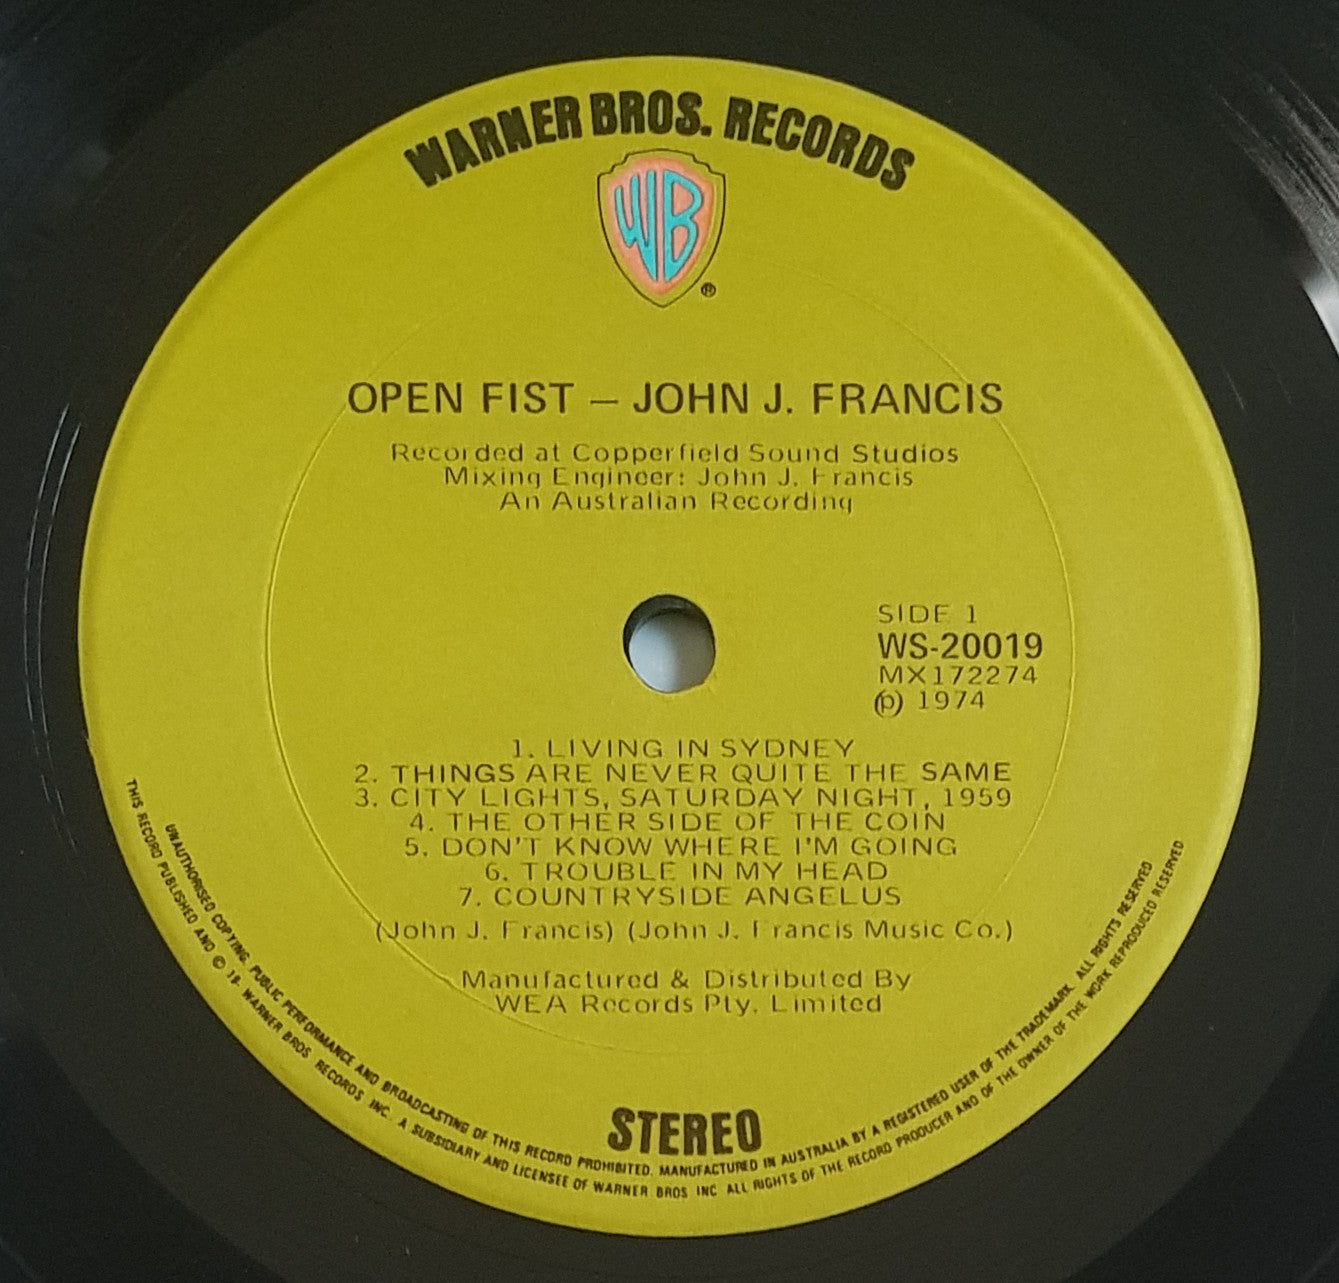 WARNER BROS. RECORDS
WB
®
OPEN FIST – JOHN J. FRANCIS
Recorded at Copperfield Sound Studios
Mixing Engineer: John J. Francis
An Australian Recording
SIDE 1
WS-20019
MX172274
℗ 1974
1. LIVING IN SYDNEY
2. THINGS ARE NEVER QUITE THE SAME
3. CITY LIGHTS, SATURDAY NIGHT, 1959
4. THE OTHER SIDE OF THE COIN
5. DON'T KNOW WHERE I'M GOING
6. TROUBLE IN MY HEAD
7. COUNTRYSIDE ANGELUS
(John J. Francis) (John J. Francis Music Co.)
Manufactured & Distributed By
WEA Records Pty. Limited
STEREO
UNAUTHORISED COPYING, PUBLIC PERFORMANCE AND BROADCASTING OF THIS RECORD PROHIBITED. MANUFACTURED IN AUSTRALIA BY A REGISTERED USER OF THE TRADEMARK. ALL RIGHTS RESERVED
THIS RECORD PUBLISHED AND © 19. WARNER BROS RECORDS INC. A SUBSIDIARY AND LICENSEE OF WARNER BROS INC ALL RIGHTS OF THE RECORD PRODUCER AND OF THE OWNER OF THE WORK REPRODUCED RESERVED